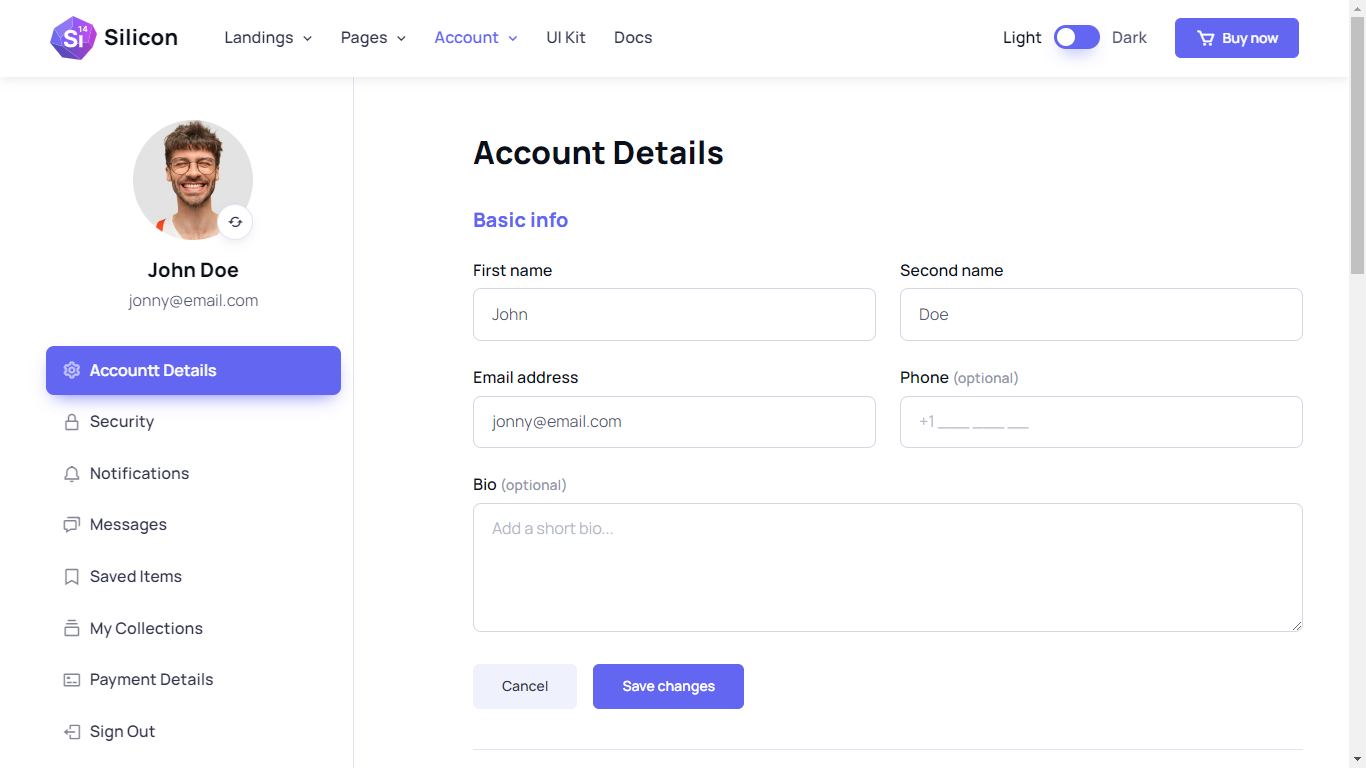 Si 14 Silicon Landings Pages Account UI Kit Docs Light Dark Buy now
John Doe
jonny@email.com
Accountt Details
Security
Notifications
Messages
Saved Items
My Collections
Payment Details
Sign Out
Account Details
Basic info
First name Second name
John Doe
Email address Phone (optional)
jonny@email.com +1 ___ ___ __
Bio (optional)
Add a short bio...
Cancel Save changes